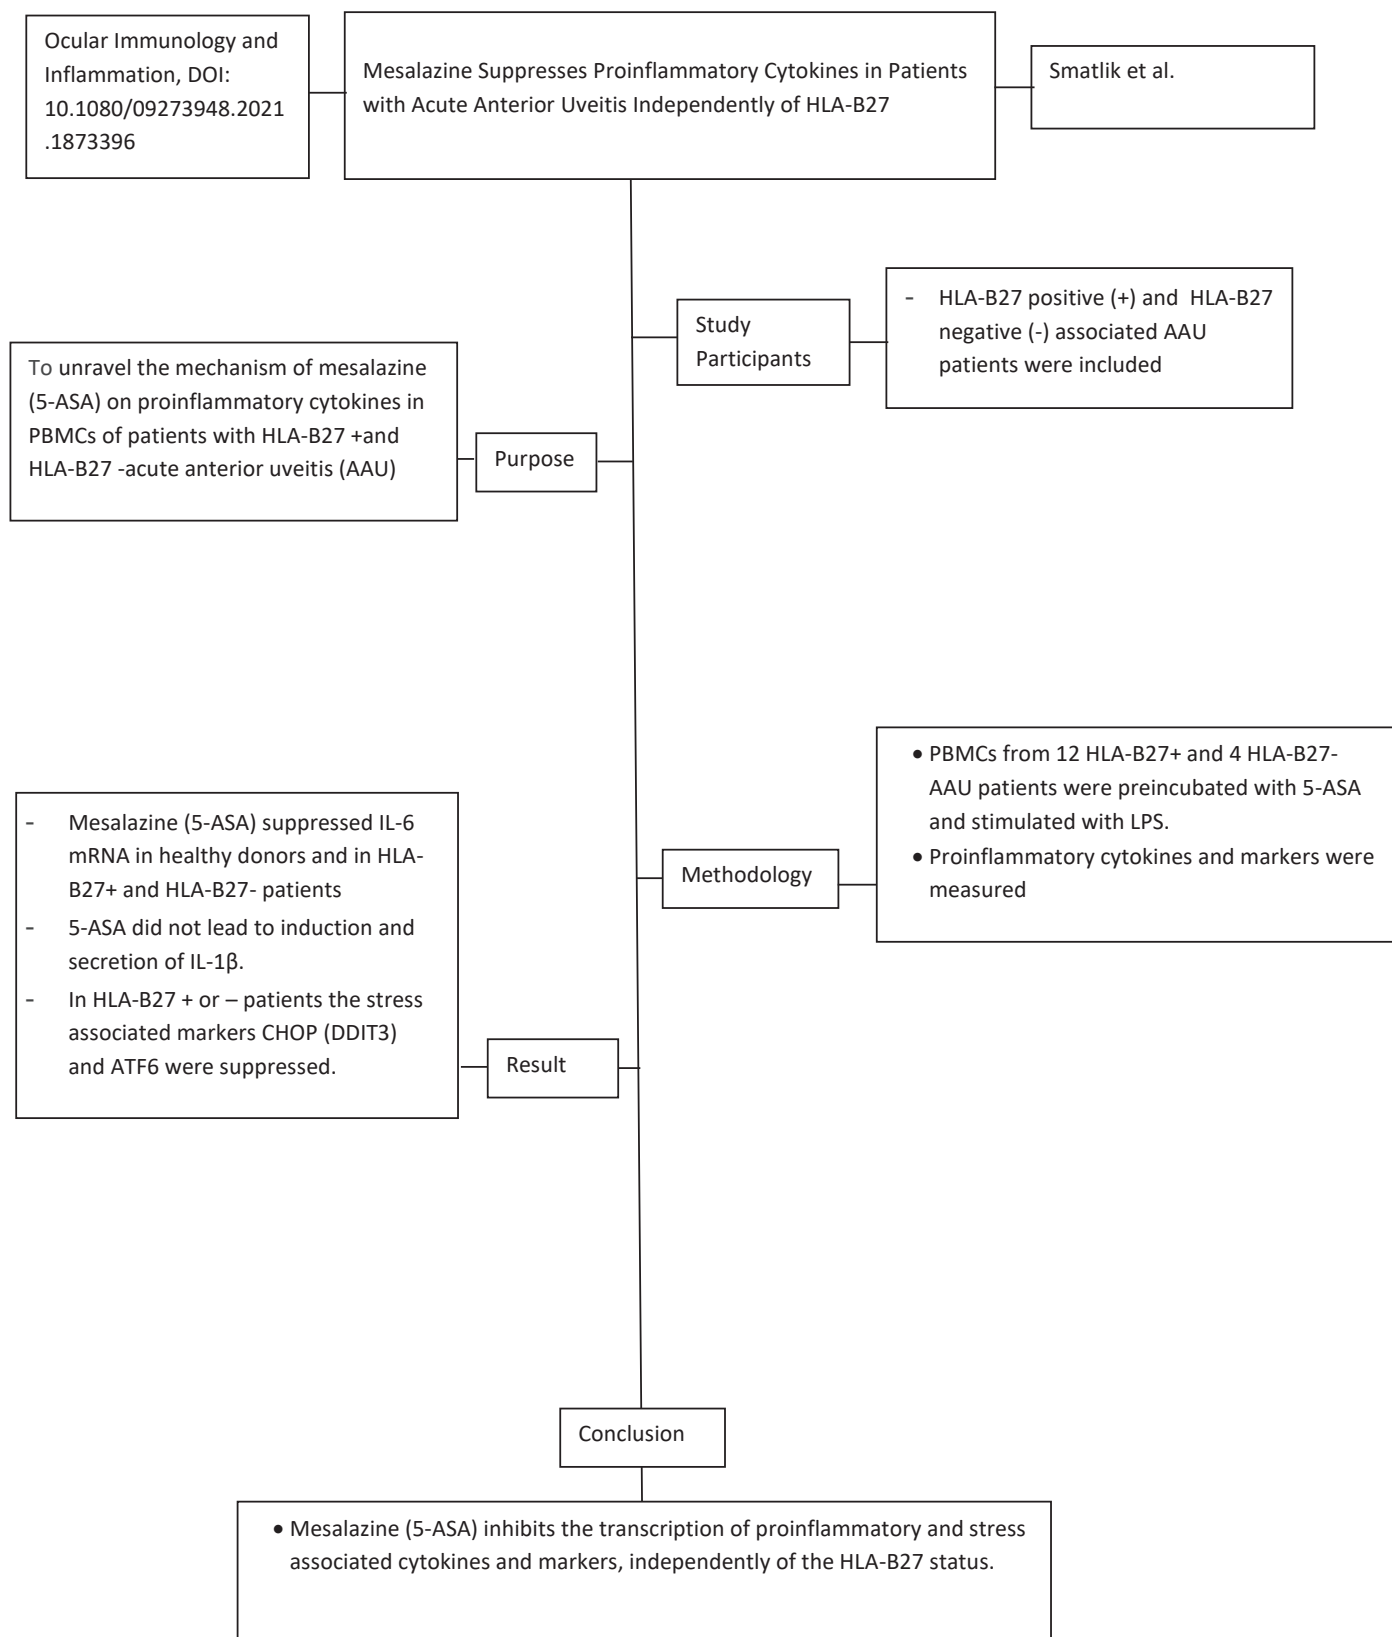 Ocular Immunology and
Inflammation, DOI:
10.1080/09273948.2021
.1873396
Mesalazine Suppresses Proinflammatory Cytokines in Patients
with Acute Anterior Uveitis Independently of HLA-B27
Smatlik et al.
Study
Participants
- HLA-B27 positive (+) and HLA-B27
negative (-) associated AAU
patients were included
To unravel the mechanism of mesalazine
(5-ASA) on proinflammatory cytokines in
PBMCs of patients with HLA-B27 +and
HLA-B27 -acute anterior uveitis (AAU)
Purpose
• PBMCs from 12 HLA-B27+ and 4 HLA-B27-
AAU patients were preincubated with 5-ASA
and stimulated with LPS.
• Proinflammatory cytokines and markers were
measured
Methodology
- Mesalazine (5-ASA) suppressed IL-6
mRNA in healthy donors and in HLA-
B27+ and HLA-B27- patients
- 5-ASA did not lead to induction and
secretion of IL-1β.
- In HLA-B27 + or – patients the stress
associated markers CHOP (DDIT3)
and ATF6 were suppressed.
Result
Conclusion
• Mesalazine (5-ASA) inhibits the transcription of proinflammatory and stress
associated cytokines and markers, independently of the HLA-B27 status.